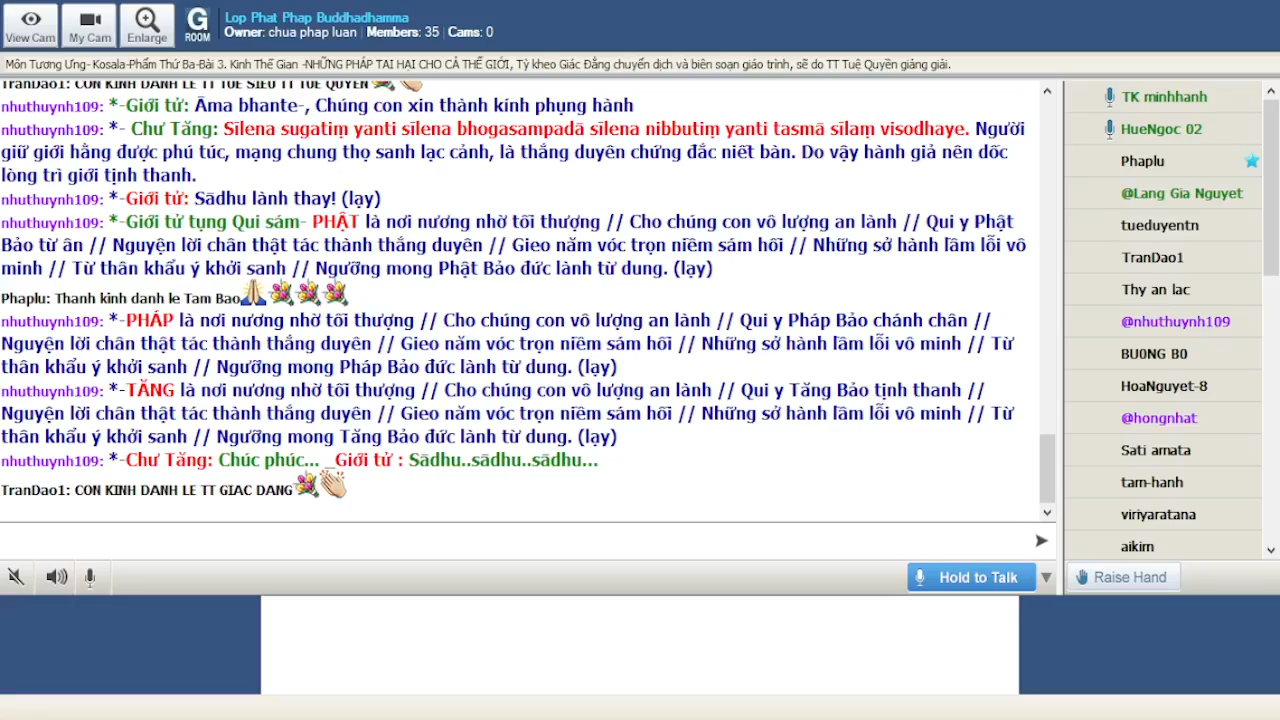 View Cam
My Cam
Enlarge
G
ROOM
Lop Phat Phap Buddhadhamma
Owner: chua phap luan | Members: 35 | Cams: 0
Môn Tương Ưng- Kosala-Phẩm Thứ Ba-Bài 3. Kinh Thế Gian -NHỮNG PHÁP TAI HẠI CHO CẢ THẾ GIỚI, Tỳ kheo Giác Đẳng chuyển dịch và biên soạn giáo trình, sẽ do TT Tuệ Quyền giảng giải.
TranDao1: CON KINH DANH LE TT TUE SIEU TT TUE QUYEN
nhuthuynh109: *-Giới tử: Āma bhante-, Chúng con xin thành kính phụng hành
nhuthuynh109: *- Chư Tăng: Sīlena sugatiṃ yanti sīlena bhogasampadā sīlena nibbutiṃ yanti tasmā sīlaṃ visodhaye. Người
giữ giới hằng được phú túc, mạng chung thọ sanh lạc cảnh, là thắng duyên chứng đắc niết bàn. Do vậy hành giả nên dốc
lòng trì giới tịnh thanh.
nhuthuynh109: *-Giới tử: Sādhu lành thay! (lạy)
nhuthuynh109: *-Giới tử tụng Qui sám- PHẬT là nơi nương nhờ tối thượng // Cho chúng con vô lượng an lành // Qui y Phật
Bảo từ ân // Nguyện lời chân thật tác thành thắng duyên // Gieo năm vóc trọn niềm sám hối // Những sở hành lầm lỗi vô
minh // Từ thân khẩu ý khởi sanh // Ngưỡng mong Phật Bảo đức lành từ dung. (lạy)
Phaplu: Thanh kinh danh le Tam Bao
nhuthuynh109: *-PHÁP là nơi nương nhờ tối thượng // Cho chúng con vô lượng an lành // Qui y Pháp Bảo chánh chân //
Nguyện lời chân thật tác thành thắng duyên // Gieo năm vóc trọn niềm sám hối // Những sở hành lầm lỗi vô minh // Từ
thân khẩu ý khởi sanh // Ngưỡng mong Pháp Bảo đức lành từ dung. (lạy)
nhuthuynh109: *-TĂNG là nơi nương nhờ tối thượng // Cho chúng con vô lượng an lành // Qui y Tăng Bảo tịnh thanh //
Nguyện lời chân thật tác thành thắng duyên // Gieo năm vóc trọn niềm sám hối // Những sở hành lầm lỗi vô minh // Từ
thân khẩu ý khởi sanh // Ngưỡng mong Tăng Bảo đức lành từ dung. (lạy)
nhuthuynh109: *-Chư Tăng: Chúc phúc... _Giới tử : Sādhu..sādhu..sādhu...
TranDao1: CON KINH DANH LE TT GIAC DANG
TK minhhanh
HueNgoc 02
Phaplu
@Lang Gia Nguyet
tueduyentn
TranDao1
Thy an lac
@nhuthuynh109
BU0NG B0
HoaNguyet-8
@hongnhat
Sati amata
tam-hanh
viriyaratana
aikim
Hold to Talk
Raise Hand